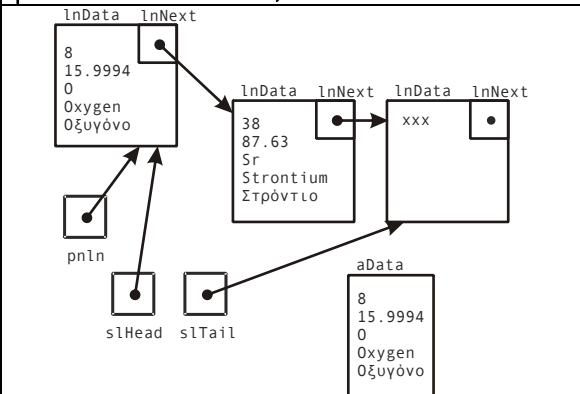 lnData lnNext
8
15.9994
O
Oxygen
Οξυγόνο
lnData lnNext
38
87.63
Sr
Strontium
Στρόντιο
lnData lnNext
xxx
pnln
slHead slTail
aData
8
15.9994
O
Oxygen
Οξυγόνο